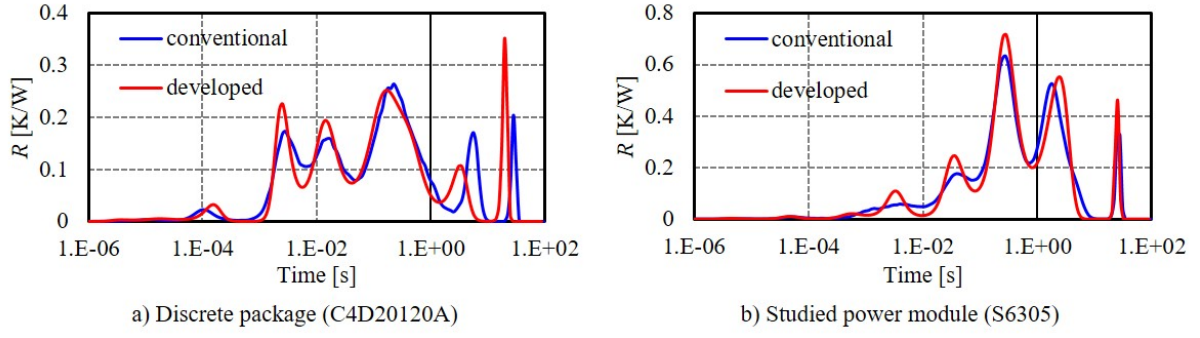 0.4
0.3
0.2
0.1
0
R [K/W]
conventional
developed
1.E-06 1.E-04 1.E-02 1.E+00 1.E+02
Time [s]
a) Discrete package (C4D20120A)
0.8
0.6
0.4
0.2
0
R [K/W]
conventional
developed
1.E-06 1.E-04 1.E-02 1.E+00 1.E+02
Time [s]
b) Studied power module (S6305)